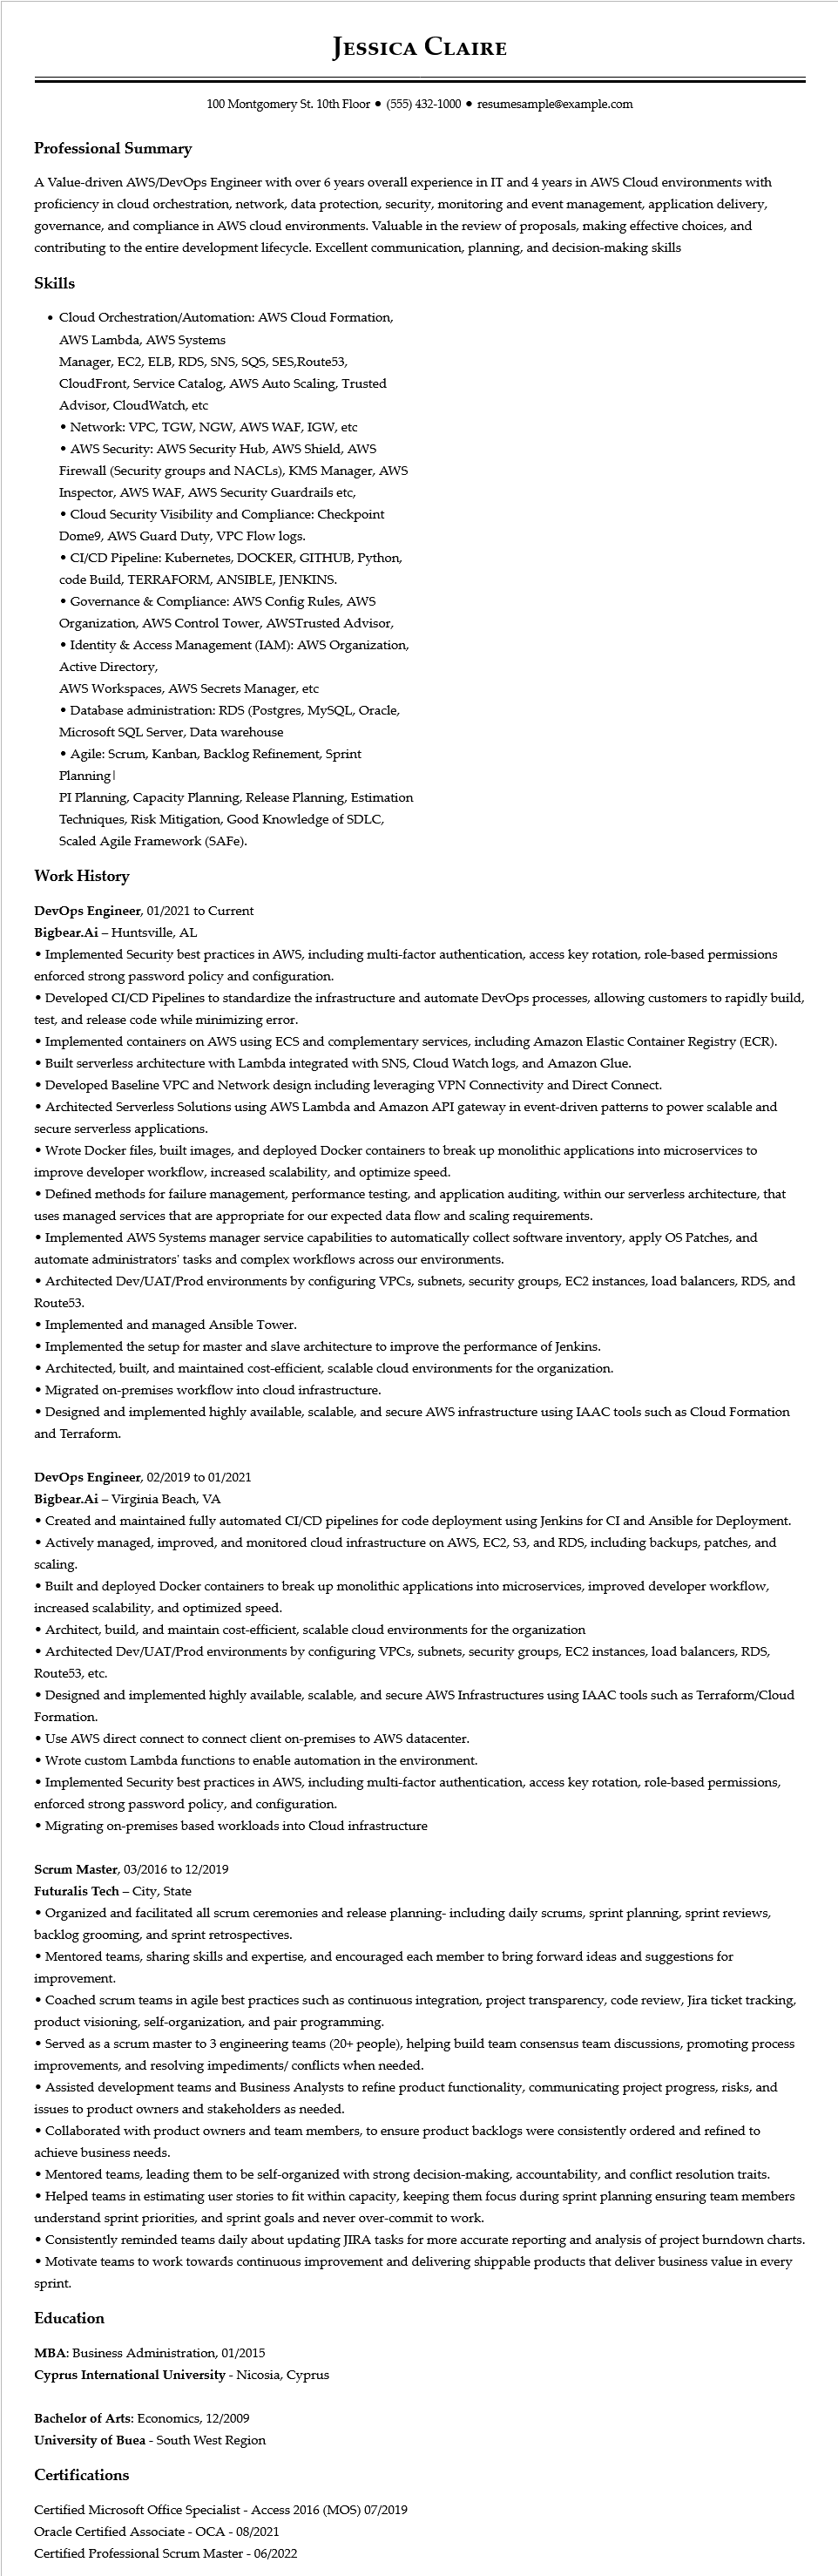 Jessica Claire
100 Montgomery St. 10th Floor ● (555) 432-1000 ● resumesample@example.com
Professional Summary
A Value-driven AWS/DevOps Engineer with over 6 years overall experience in IT and 4 years in AWS Cloud environments with
proficiency in cloud orchestration, network, data protection, security, monitoring and event management, application delivery,
governance, and compliance in AWS cloud environments. Valuable in the review of proposals, making effective choices, and
contributing to the entire development lifecycle. Excellent communication, planning, and decision-making skills
Skills
• Cloud Orchestration/Automation: AWS Cloud Formation,
AWS Lambda, AWS Systems
Manager, EC2, ELB, RDS, SNS, SQS, SES,Route53,
CloudFront, Service Catalog, AWS Auto Scaling, Trusted
Advisor, CloudWatch, etc
• Network: VPC, TGW, NGW, AWS WAF, IGW, etc
• AWS Security: AWS Security Hub, AWS Shield, AWS
Firewall (Security groups and NACLs), KMS Manager, AWS
Inspector, AWS WAF, AWS Security Guardrails etc,
• Cloud Security Visibility and Compliance: Checkpoint
Dome9, AWS Guard Duty, VPC Flow logs.
• CI/CD Pipeline: Kubernetes, DOCKER, GITHUB, Python,
code Build, TERRAFORM, ANSIBLE, JENKINS.
• Governance & Compliance: AWS Config Rules, AWS
Organization, AWS Control Tower, AWSTrusted Advisor,
• Identity & Access Management (IAM): AWS Organization,
Active Directory,
AWS Workspaces, AWS Secrets Manager, etc
• Database administration: RDS (Postgres, MySQL, Oracle,
Microsoft SQL Server, Data warehouse
• Agile: Scrum, Kanban, Backlog Refinement, Sprint
Planning|
PI Planning, Capacity Planning, Release Planning, Estimation
Techniques, Risk Mitigation, Good Knowledge of SDLC,
Scaled Agile Framework (SAFe).
Work History
DevOps Engineer, 01/2021 to Current
Bigbear.Ai – Huntsville, AL
• Implemented Security best practices in AWS, including multi-factor authentication, access key rotation, role-based permissions
enforced strong password policy and configuration.
• Developed CI/CD Pipelines to standardize the infrastructure and automate DevOps processes, allowing customers to rapidly build,
test, and release code while minimizing error.
• Implemented containers on AWS using ECS and complementary services, including Amazon Elastic Container Registry (ECR).
• Built serverless architecture with Lambda integrated with SNS, Cloud Watch logs, and Amazon Glue.
• Developed Baseline VPC and Network design including leveraging VPN Connectivity and Direct Connect.
• Architected Serverless Solutions using AWS Lambda and Amazon API gateway in event-driven patterns to power scalable and
secure serverless applications.
• Wrote Docker files, built images, and deployed Docker containers to break up monolithic applications into microservices to
improve developer workflow, increased scalability, and optimize speed.
• Defined methods for failure management, performance testing, and application auditing, within our serverless architecture, that
uses managed services that are appropriate for our expected data flow and scaling requirements.
• Implemented AWS Systems manager service capabilities to automatically collect software inventory, apply OS Patches, and
automate administrators' tasks and complex workflows across our environments.
• Architected Dev/UAT/Prod environments by configuring VPCs, subnets, security groups, EC2 instances, load balancers, RDS, and
Route53.
• Implemented and managed Ansible Tower.
• Implemented the setup for master and slave architecture to improve the performance of Jenkins.
• Architected, built, and maintained cost-efficient, scalable cloud environments for the organization.
• Migrated on-premises workflow into cloud infrastructure.
• Designed and implemented highly available, scalable, and secure AWS infrastructure using IAAC tools such as Cloud Formation
and Terraform.
DevOps Engineer, 02/2019 to 01/2021
Bigbear.Ai – Virginia Beach, VA
• Created and maintained fully automated CI/CD pipelines for code deployment using Jenkins for CI and Ansible for Deployment.
• Actively managed, improved, and monitored cloud infrastructure on AWS, EC2, S3, and RDS, including backups, patches, and
scaling.
• Built and deployed Docker containers to break up monolithic applications into microservices, improved developer workflow,
increased scalability, and optimized speed.
• Architect, build, and maintain cost-efficient, scalable cloud environments for the organization
• Architected Dev/UAT/Prod environments by configuring VPCs, subnets, security groups, EC2 instances, load balancers, RDS,
Route53, etc.
• Designed and implemented highly available, scalable, and secure AWS Infrastructures using IAAC tools such as Terraform/Cloud
Formation.
• Use AWS direct connect to connect client on-premises to AWS datacenter.
• Wrote custom Lambda functions to enable automation in the environment.
• Implemented Security best practices in AWS, including multi-factor authentication, access key rotation, role-based permissions,
enforced strong password policy, and configuration.
• Migrating on-premises based workloads into Cloud infrastructure
Scrum Master, 03/2016 to 12/2019
Futuralis Tech – City, State
• Organized and facilitated all scrum ceremonies and release planning- including daily scrums, sprint planning, sprint reviews,
backlog grooming, and sprint retrospectives.
• Mentored teams, sharing skills and expertise, and encouraged each member to bring forward ideas and suggestions for
improvement.
• Coached scrum teams in agile best practices such as continuous integration, project transparency, code review, Jira ticket tracking,
product visioning, self-organization, and pair programming.
• Served as a scrum master to 3 engineering teams (20+ people), helping build team consensus team discussions, promoting process
improvements, and resolving impediments/ conflicts when needed.
• Assisted development teams and Business Analysts to refine product functionality, communicating project progress, risks, and
issues to product owners and stakeholders as needed.
• Collaborated with product owners and team members, to ensure product backlogs were consistently ordered and refined to
achieve business needs.
• Mentored teams, leading them to be self-organized with strong decision-making, accountability, and conflict resolution traits.
• Helped teams in estimating user stories to fit within capacity, keeping them focus during sprint planning ensuring team members
understand sprint priorities, and sprint goals and never over-commit to work.
• Consistently reminded teams daily about updating JIRA tasks for more accurate reporting and analysis of project burndown charts.
• Motivate teams to work towards continuous improvement and delivering shippable products that deliver business value in every
sprint.
Education
MBA: Business Administration, 01/2015
Cyprus International University - Nicosia, Cyprus
Bachelor of Arts: Economics, 12/2009
University of Buea - South West Region
Certifications
Certified Microsoft Office Specialist - Access 2016 (MOS) 07/2019
Oracle Certified Associate - OCA - 08/2021
Certified Professional Scrum Master - 06/2022